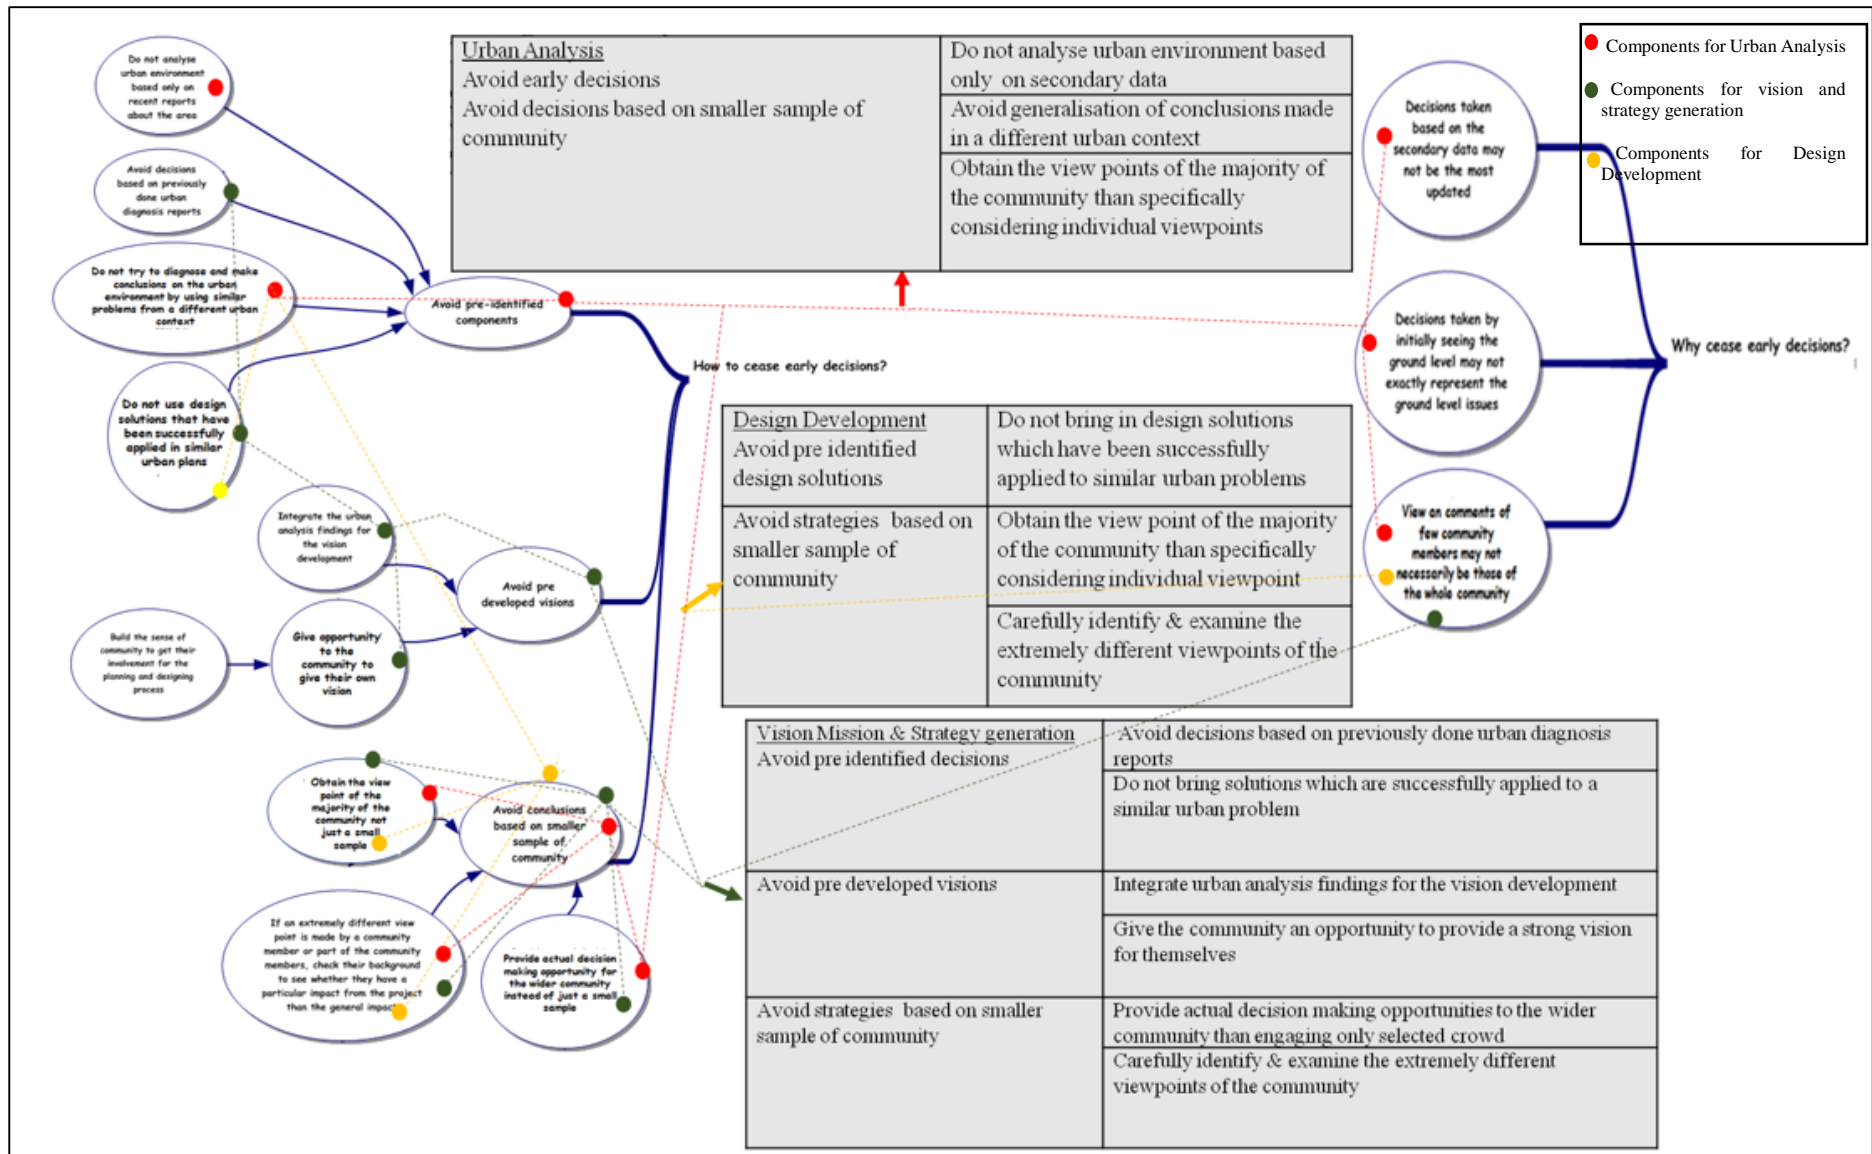 Do not analyse
urban environment
based only on
recent reports
about the area
Avoid decisions
based on previously
done urban
diagnosis reports
Do not try to diagnose and make
conclusions on the urban
environment by using similar
problems from a different urban
context
Do not use design
solutions that have
been successfully
applied in similar
urban plans
Avoid pre-identified
components
How to cease early decisions?
Integrate the urban
analysis findings for
the vision
development
Avoid pre
developed visions
Build the sense of
community to get their
involvement for the
planning and designing
process
Give opportunity
to the
community to
give their own
vision
Obtain the view
point of the
majority of the
community not
just a small
sample
Avoid conclusions
based on smaller
sample of
community
If an extremely different view
point is made by a community
member or part of the community
members, check their background
to see whether they have a
particular impact from the project
than the general impact
Provide actual decision
making opportunity for
the wider community
instead of just a small
sample
Urban Analysis
Avoid early decisions
Avoid decisions based on smaller sample of
community
Do not analyse urban environment based
only on secondary data
Avoid generalisation of conclusions made
in a different urban context
Obtain the view points of the majority of
the community than specifically
considering individual viewpoints
Design Development
Avoid pre identified
design solutions
Do not bring in design solutions
which have been successfully
applied to similar urban problems
Avoid strategies based on
smaller sample of
community
Obtain the view point of the majority
of the community than specifically
considering individual viewpoint
Carefully identify & examine the
extremely different viewpoints of the
community
Vision Mission & Strategy generation
Avoid pre identified decisions
Avoid decisions based on previously done urban diagnosis
reports
Do not bring solutions which are successfully applied to a
similar urban problem
Avoid pre developed visions
Integrate urban analysis findings for the vision development
Give the community an opportunity to provide a strong vision
for themselves
Avoid strategies based on smaller
sample of community
Provide actual decision making opportunities to the wider
community than engaging only selected crowd
Carefully identify & examine the extremely different
viewpoints of the community
Decisions taken
based on the
secondary data may
not be the most
updated
Decisions taken by
initially seeing the
ground level may not
exactly represent the
ground level issues
View an comments of
few community
members may not
necessarily be those of
the whole community
Why cease early decisions?
Components for Urban Analysis
Components for vision and
strategy generation
Components for Design
Development